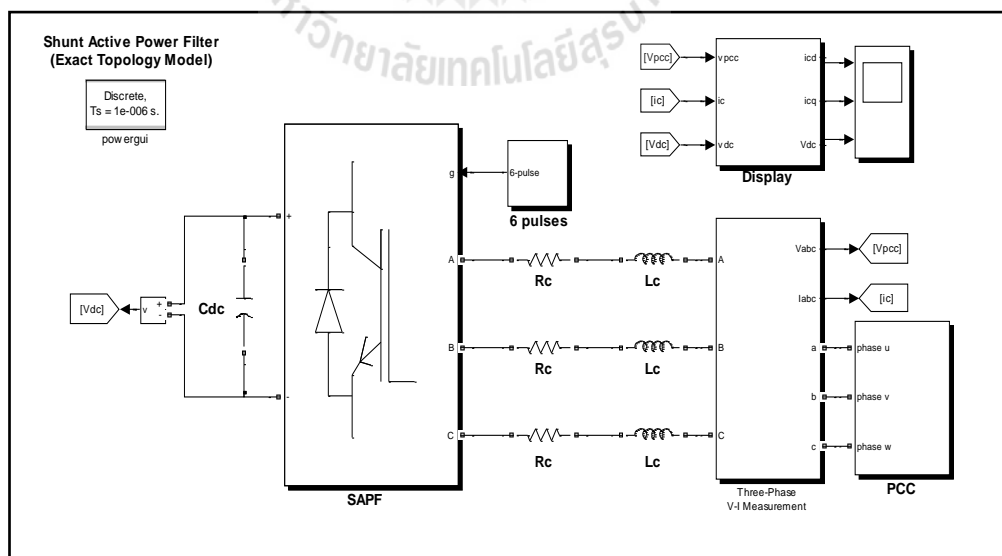 มหาวิทยาลัยเทคโนโลยีสุรนารี
Shunt Active Power Filter
(Exact Topology Model)
Discrete,
Ts = 1e-006 s.
powergui
[Vpcc]
[ic]
[Vdc]
vpcc
ic
vdc
icd
icq
Vdc
Display
g
6-pulse
6 pulses
+
-
A
B
C
SAPF
[Vdc]
v
+
-
Cdc
Rc
Lc
Rc
Lc
Rc
Lc
A
B
C
Vabc
Iabc
a
b
c
Three-Phase
V-I Measurement
[Vpcc]
[ic]
phase u
phase v
phase w
PCC